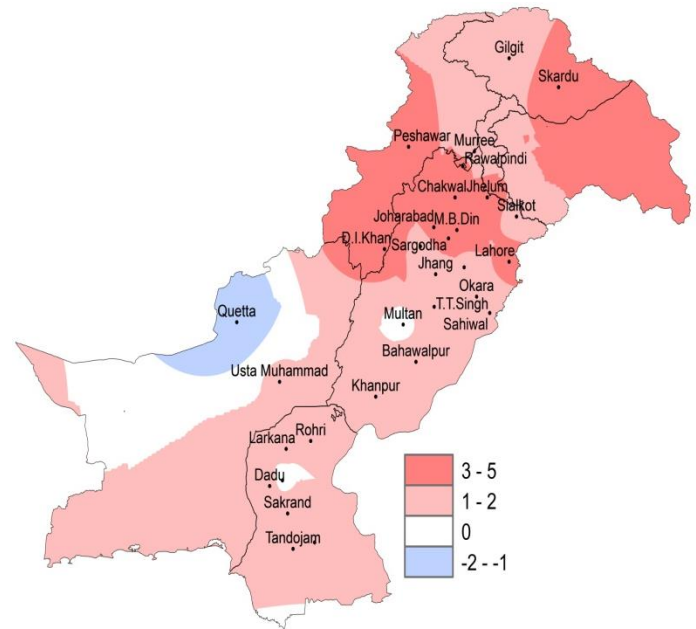 Gilgit
Skardu
Peshawar
Murree
Rawalpindi
Chakwal
Jhelum
Sialkot
Joharabad
M.B.Din
D.I.Khan
Sargodha
Lahore
Jhang
Okara
T.T.Singh
Sahiwal
Quetta
Multan
Bahawalpur
Usta Muhammad
Khanpur
Larkana
Rohri
Dadu
Sakrand
Tandojam
3 - 5
1 - 2
0
-2 - -1